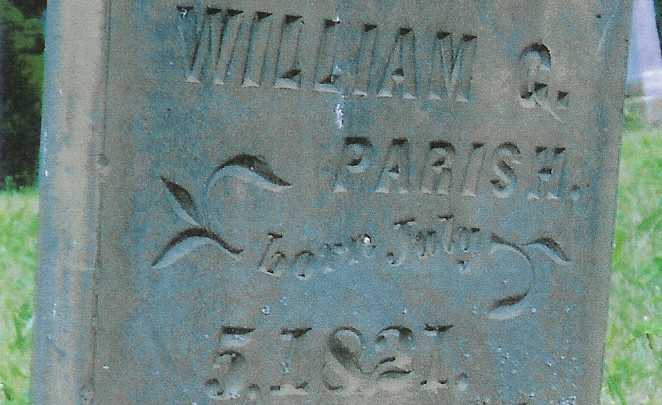 WILLIAM G.
PARISH.
born July
5, 1821.